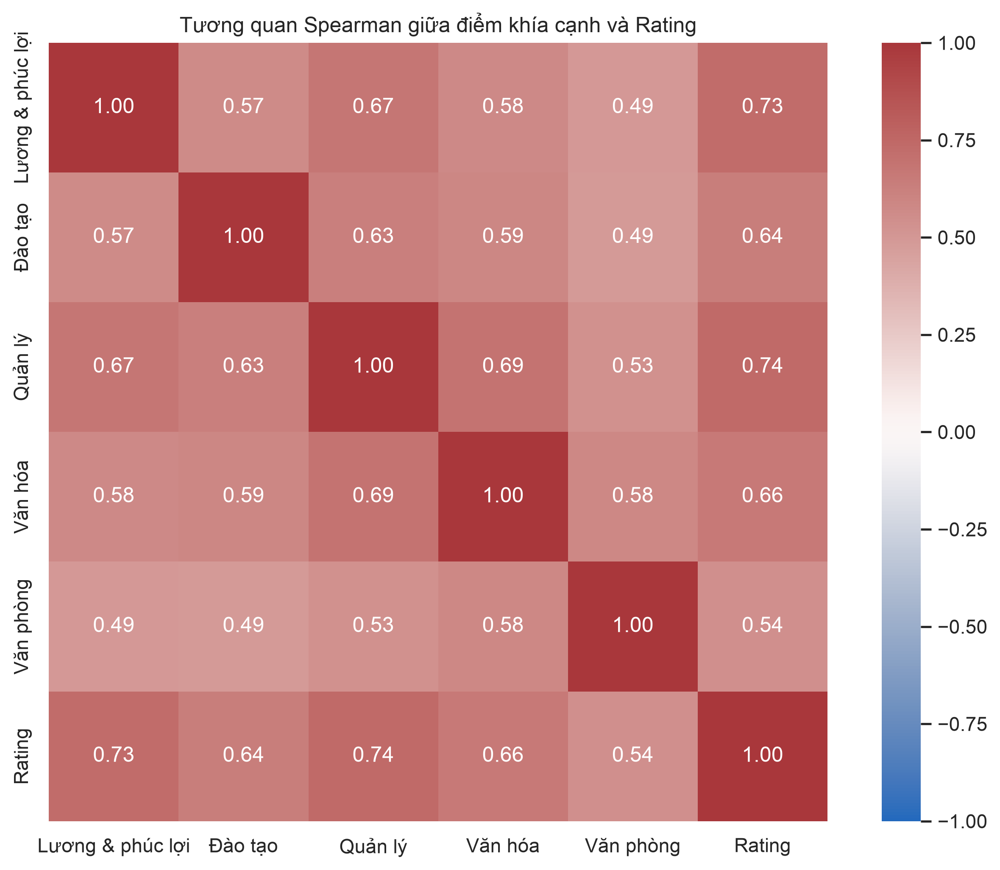 Tương quan Spearman giữa điểm khía cạnh và Rating
Lương & phúc lợi
1.00 0.57 0.67 0.58 0.49 0.73
Đào tạo
0.57 1.00 0.63 0.59 0.49 0.64
Quản lý
0.67 0.63 1.00 0.69 0.53 0.74
Văn hóa
0.58 0.59 0.69 1.00 0.58 0.66
Văn phòng
0.49 0.49 0.53 0.58 1.00 0.54
Rating
0.73 0.64 0.74 0.66 0.54 1.00
Lương & phúc lợi Đào tạo Quản lý Văn hóa Văn phòng Rating
1.00
0.75
0.50
0.25
0.00
−0.25
−0.50
−0.75
−1.00